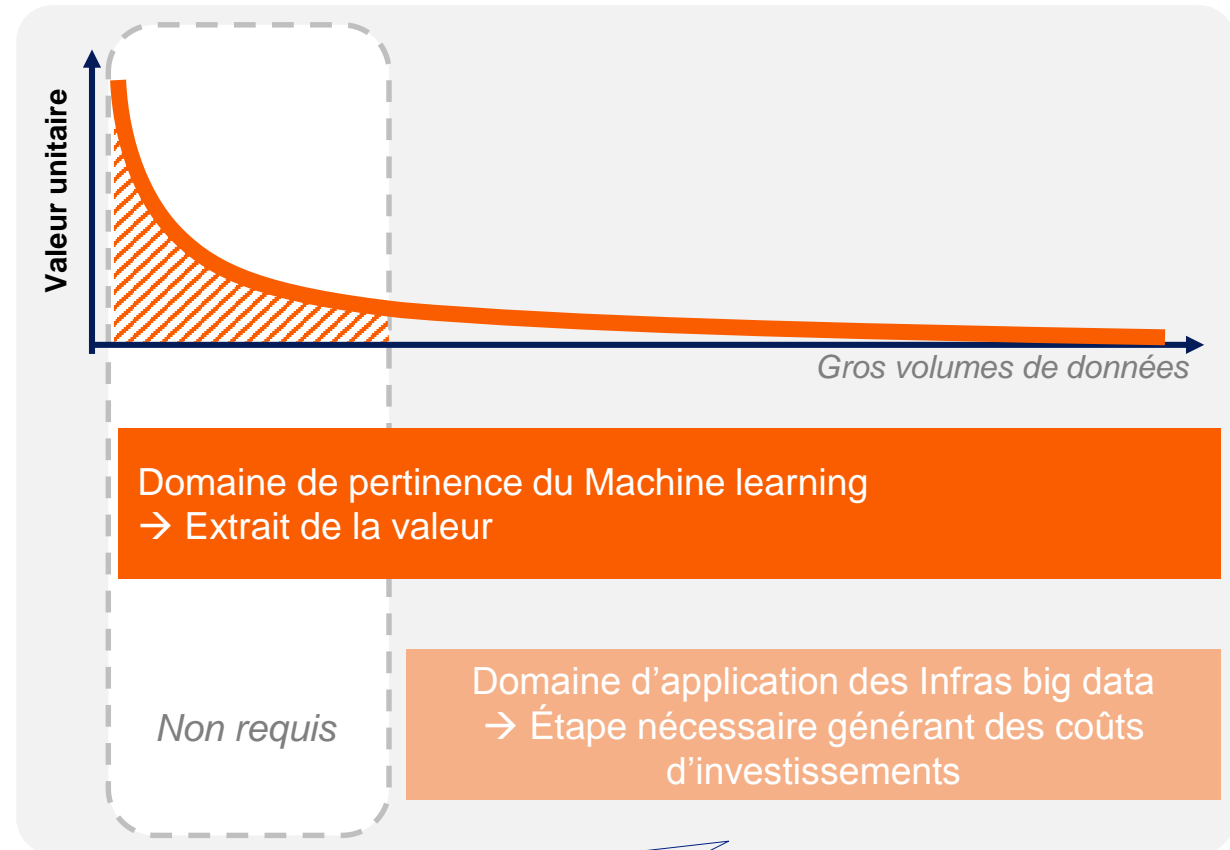 Valeur unitaire
Gros volumes de données
Domaine de pertinence du Machine learning
→ Extrait de la valeur
Non requis
Domaine d’application des Infras big data
→ Étape nécessaire générant des coûts
d’investissements